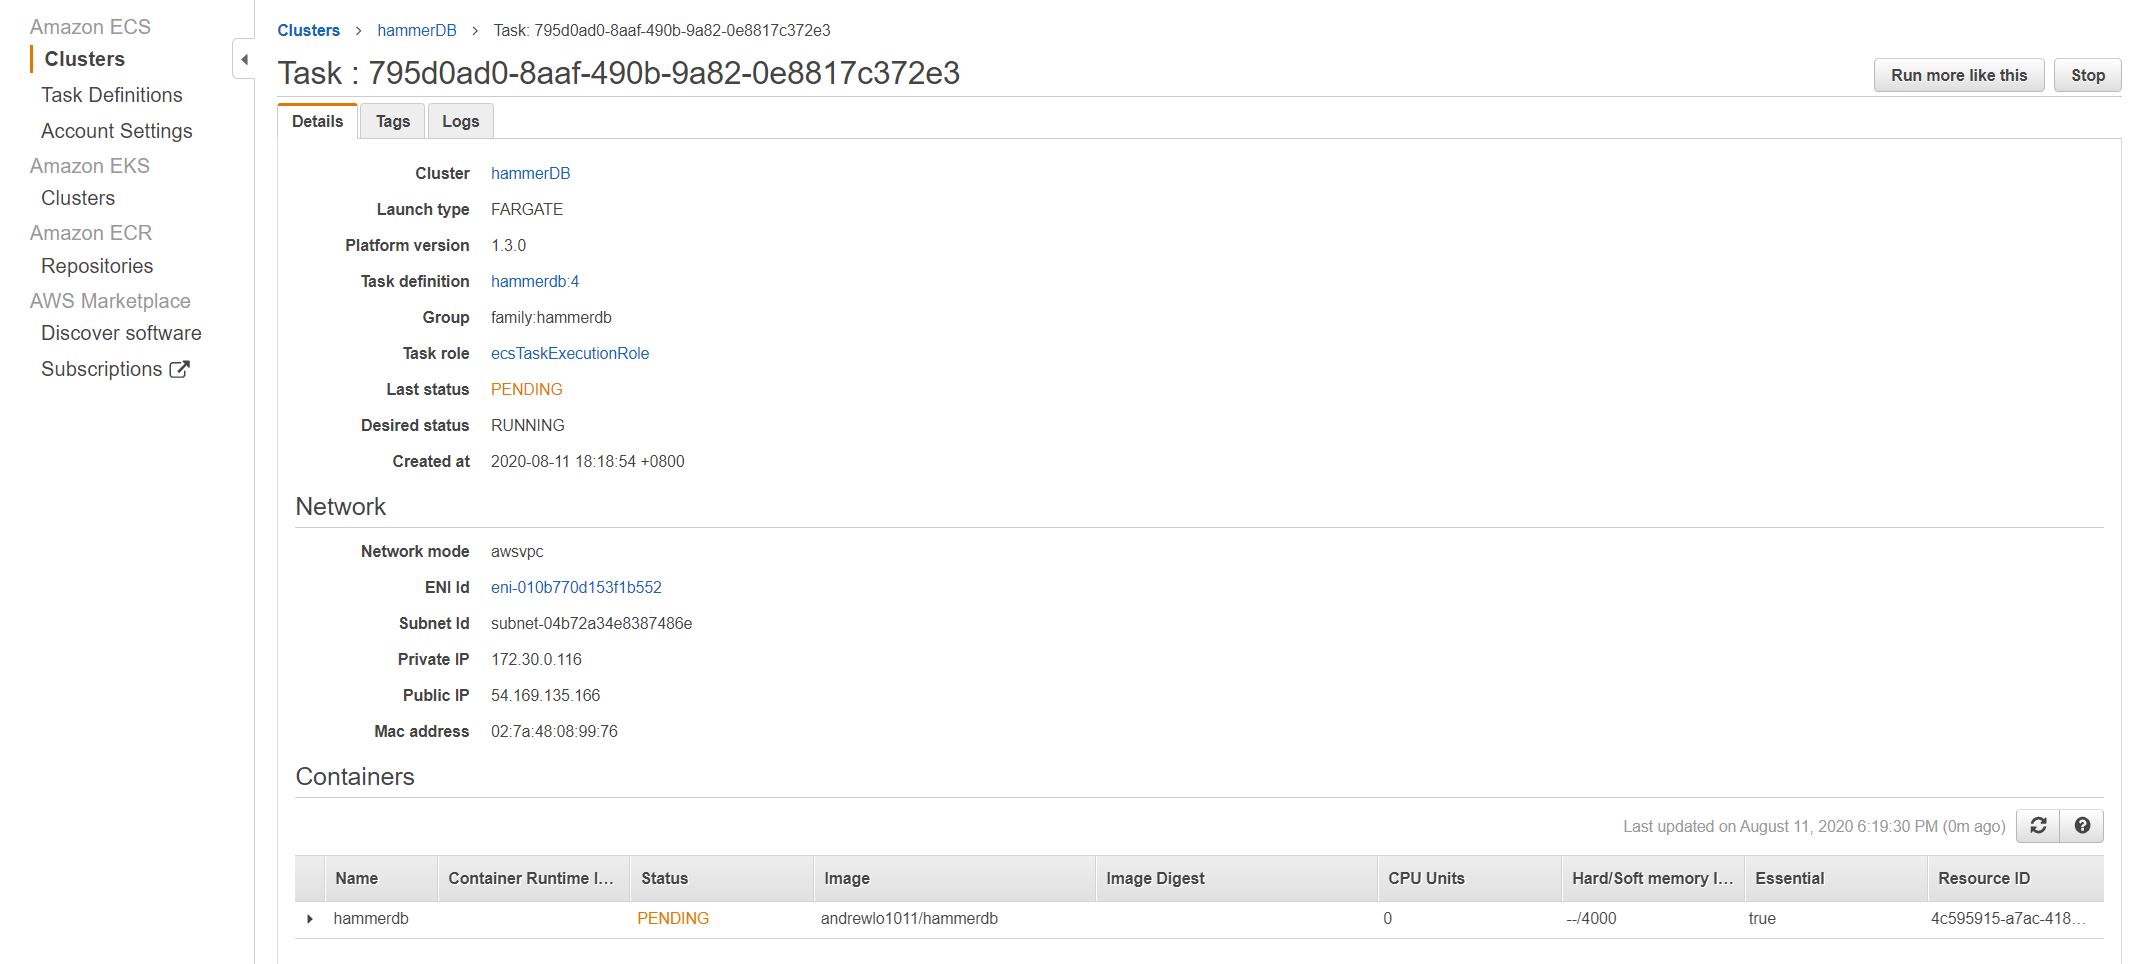 Amazon ECS
Clusters
Task Definitions
Account Settings
Amazon EKS
Clusters
Amazon ECR
Repositories
AWS Marketplace
Discover software
Subscriptions
Clusters > hammerDB > Task: 795d0ad0-8aaf-490b-9a82-0e8817c372e3
Task : 795d0ad0-8aaf-490b-9a82-0e8817c372e3
Run more like this Stop
Details Tags Logs
Cluster hammerDB
Launch type FARGATE
Platform version 1.3.0
Task definition hammerdb:4
Group family:hammerdb
Task role ecsTaskExecutionRole
Last status PENDING
Desired status RUNNING
Created at 2020-08-11 18:18:54 +0800
Network
Network mode awsvpc
ENI Id eni-010b770d153f1b552
Subnet Id subnet-04b72a34e8387486e
Private IP 172.30.0.116
Public IP 54.169.135.166
Mac address 02:7a:48:08:99:76
Containers
Last updated on August 11, 2020 6:19:30 PM (0m ago)
Name Container Runtime I... Status Image Image Digest CPU Units Hard/Soft memory l... Essential Resource ID
hammerdb PENDING andrewlo1011/hammerdb 0 --/4000 true 4c595915-a7ac-418...